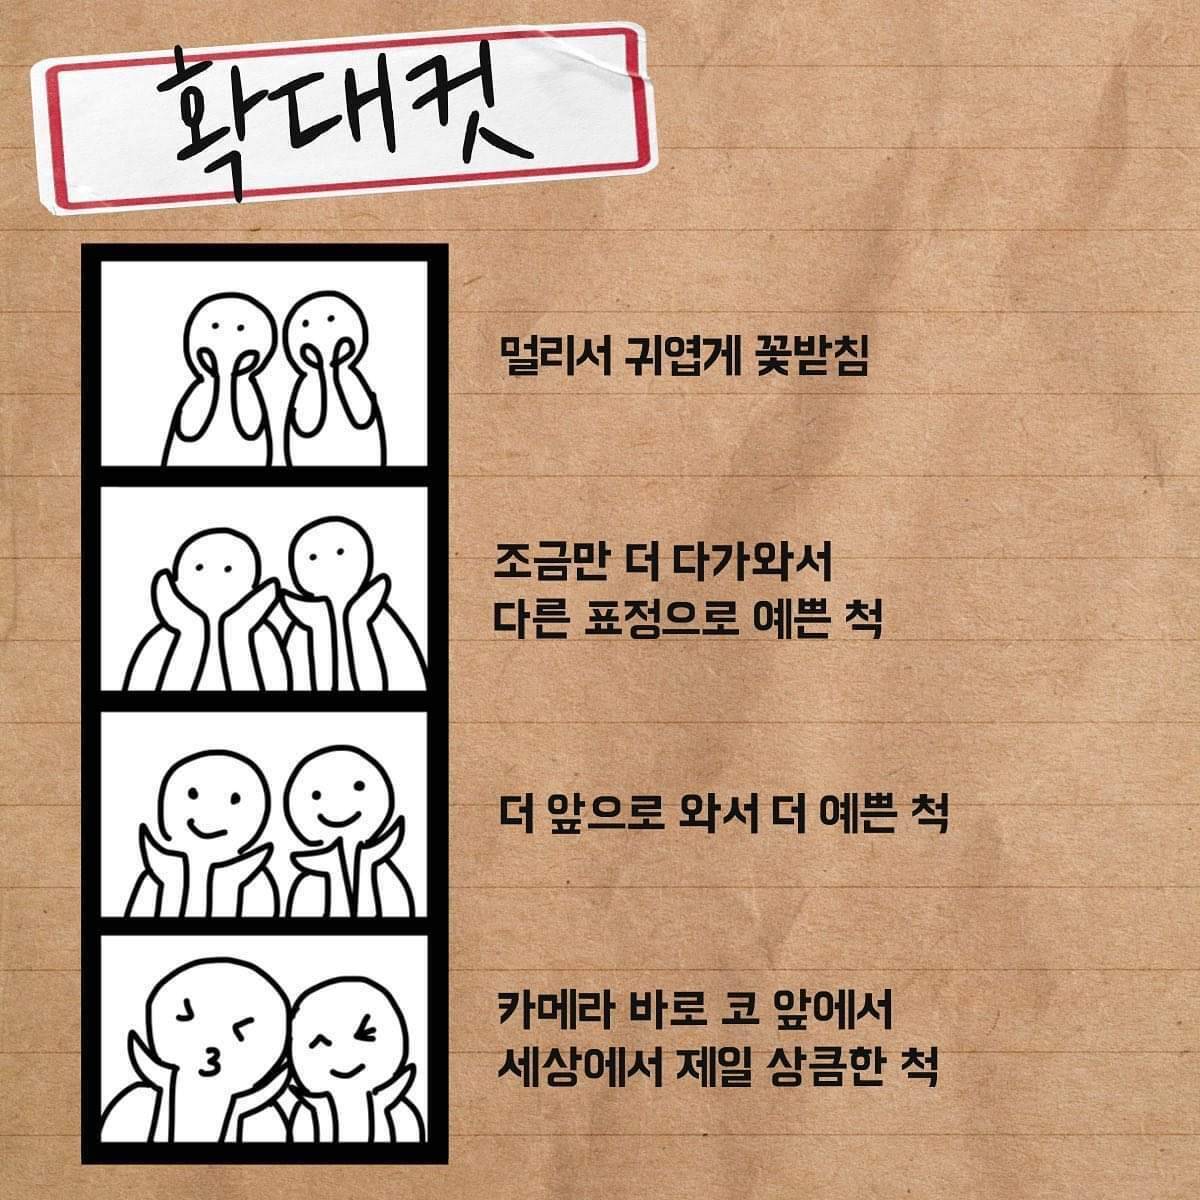 확대컷
멀리서 귀엽게 꽃받침
조금만 더 다가와서
다른 표정으로 예쁜 척
더 앞으로 와서 더 예쁜 척
카메라 바로 코 앞에서
세상에서 제일 상큼한 척